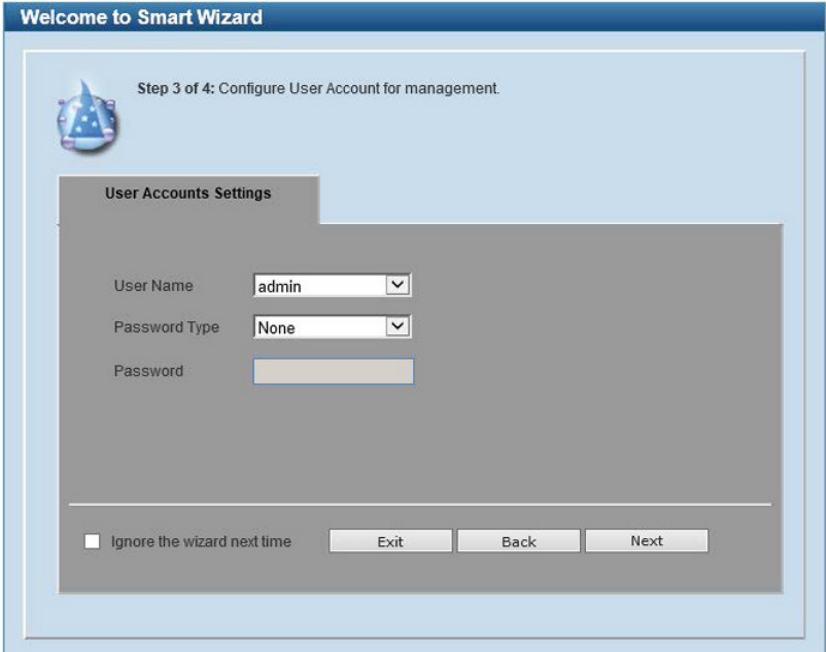 Welcome to Smart Wizard
Step 3 of 4: Configure User Account for management.
User Accounts Settings
User Name admin
Password Type None
Password
Ignore the wizard next time Exit Back Next